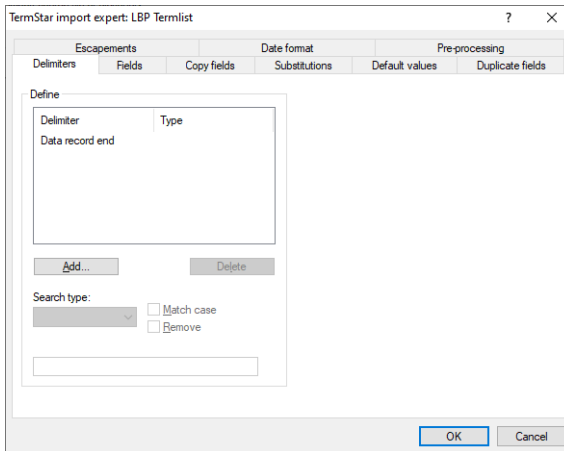 TermStar import expert: LBP Termlist
Escapements Date format Pre-processing
Delimiters Fields Copy fields Substitutions Default values Duplicate fields
Define
Delimiter Type
Data record end
Add... Delete
Search type:
Match case
Remove
OK Cancel